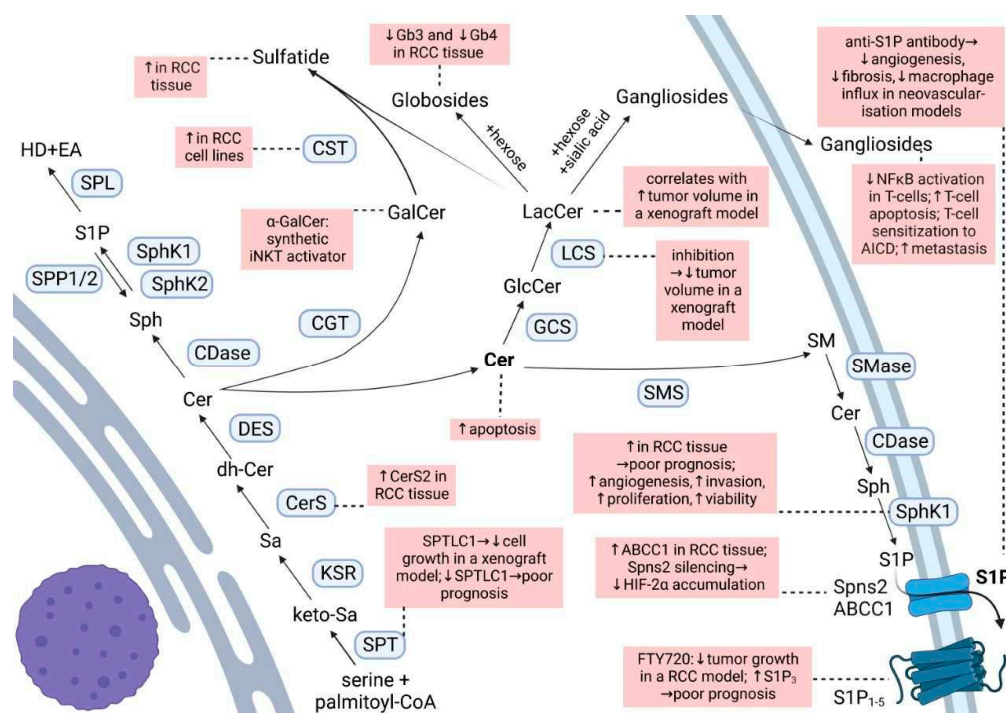 ↑in RCC
tissue
Sulfatide
↓Gb3 and ↓Gb4
in RCC tissue
Globosides
Gangliosides
anti-S1P antibody→
↓angiogenesis,
↓fibrosis,↓macrophage
influx in neovascular-
isation models
Gangliosides
↓NFκB activation
in T-cells;↑T-cell
apoptosis; T-cell
sensitization to
AICD;↑metastasis
↑in RCC
cell lines
CST
+hexose
+hexose
+sialic acid
HD+EA
SPL
S1P
SphK1
SphK2
SPP1/2
Sph
α-GalCer:
synthetic
iNKT activator
GalCer
LacCer
correlates with
↑tumor volume in
a xenograft model
LCS
inhibition
→↓tumor
volume in a
xenograft
model
GlcCer
GCS
CGT
CDase
Cer
Cer
SMS
SM
SMase
Cer
CDase
Sph
SphK1
S1P
↑apoptosis
DES
dh-Cer
CerS
↑CerS2 in
RCC tissue
Sa
KSR
SPTLC1→↓cell
growth in a xenograft
model;↓SPTLC1→poor
prognosis
keto-Sa
SPT
serine +
palmitoyl-CoA
↑in RCC tissue
→poor prognosis;
↑angiogenesis,↑invasion,
↑proliferation,↑viability
↑ABCC1 in RCC tissue;
Spns2 silencing→
↓HIF-2α accumulation
Spns2
ABCC1
FTY720:↓tumor growth
in a RCC model; ↑S1P₃
→poor prognosis
S1P₁₋₅